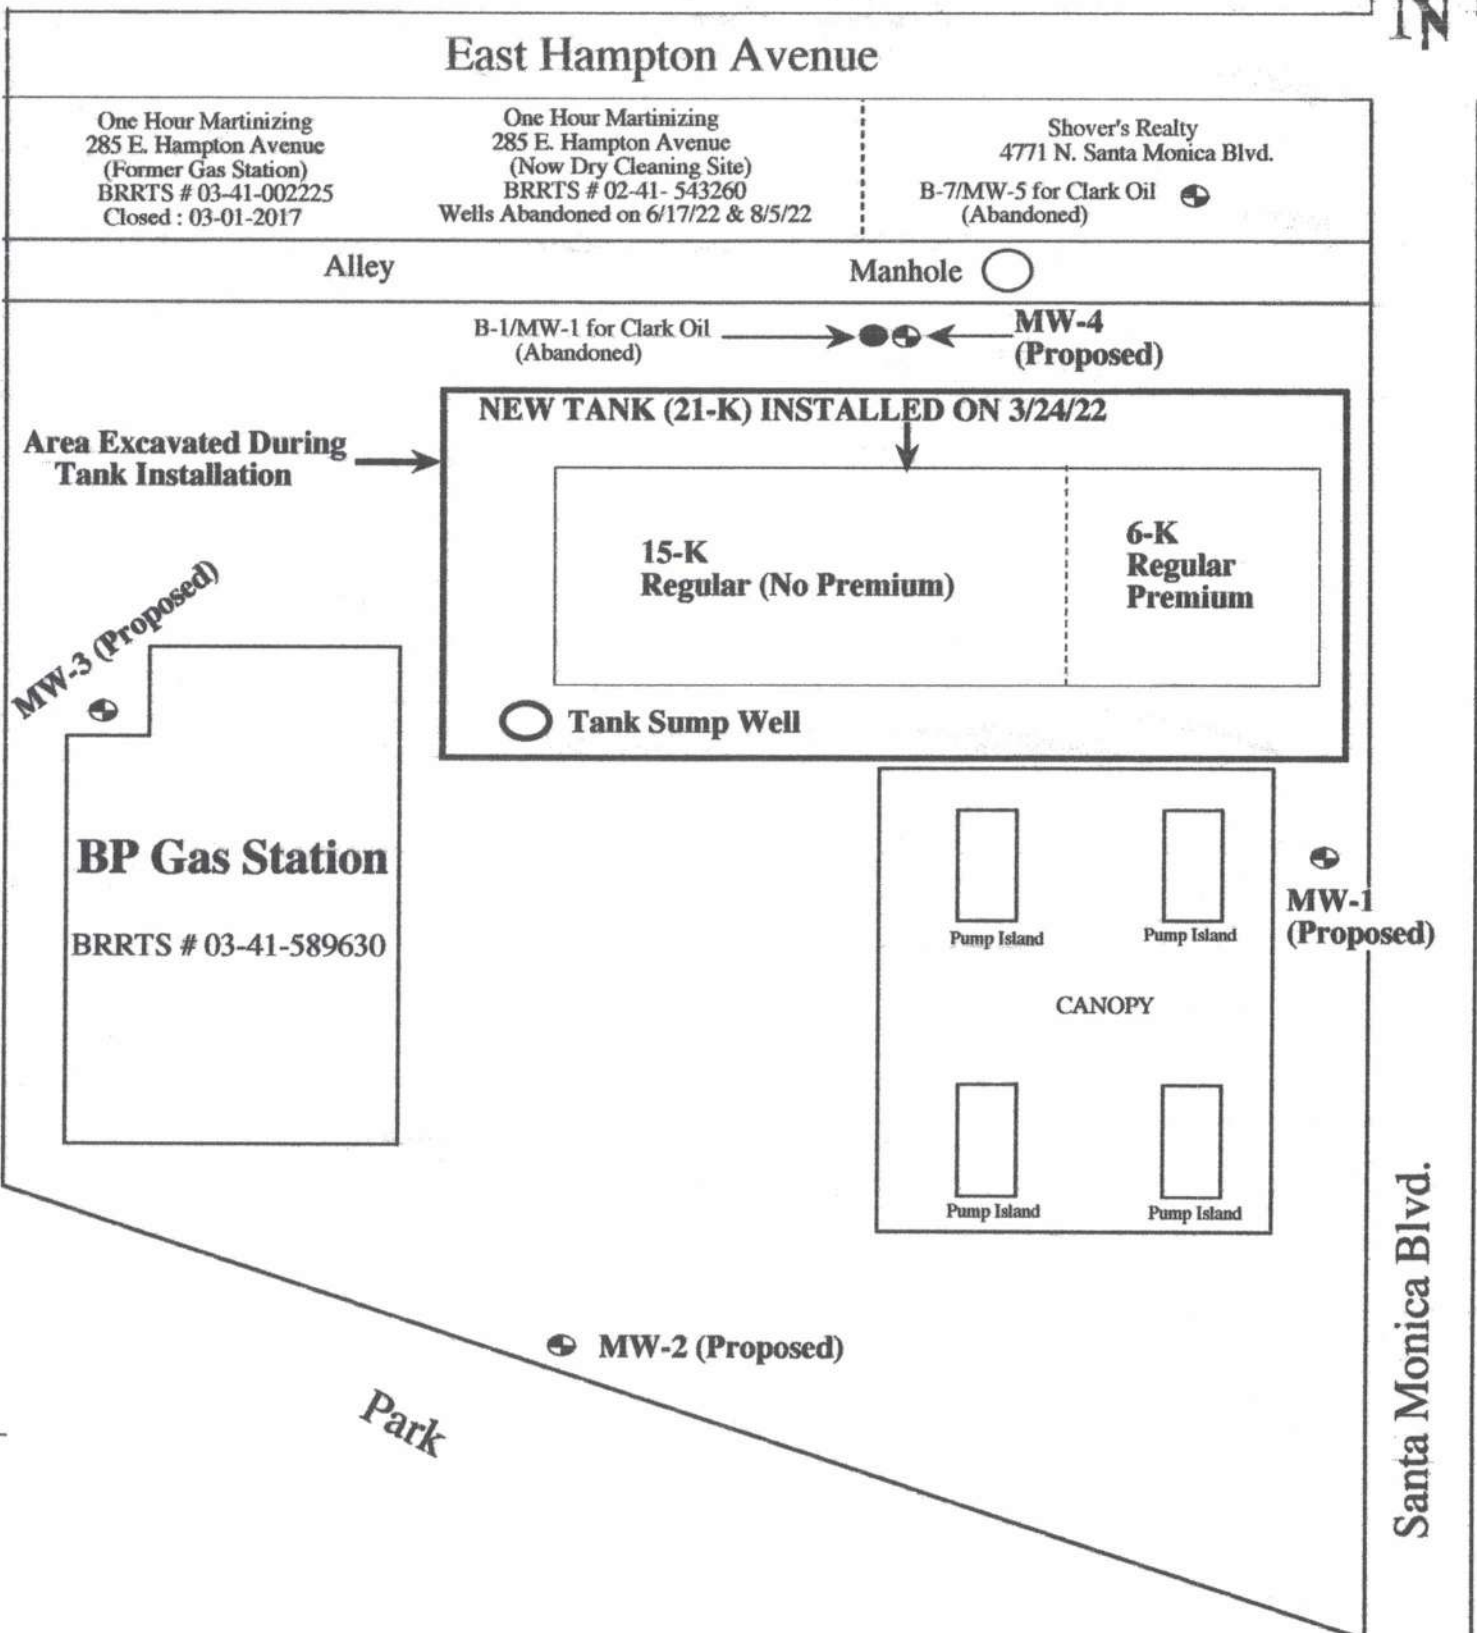 N
East Hampton Avenue
One Hour Martinizing
285 E. Hampton Avenue
(Former Gas Station)
BRRTS # 03-41-002225
Closed : 03-01-2017
One Hour Martinizing
285 E. Hampton Avenue
(Now Dry Cleaning Site)
BRRTS # 02-41- 543260
Wells Abandoned on 6/17/22 & 8/5/22
Shover's Realty
4771 N. Santa Monica Blvd.
B-7/MW-5 for Clark Oil
(Abandoned)
Alley
Manhole
B-1/MW-1 for Clark Oil
(Abandoned)
MW-4
(Proposed)
NEW TANK (21-K) INSTALLED ON 3/24/22
Area Excavated During
Tank Installation
15-K
Regular (No Premium)
6-K
Regular
Premium
MW-3 (Proposed)
Tank Sump Well
BP Gas Station
BRRTS # 03-41-589630
Pump Island
Pump Island
MW-1
(Proposed)
CANOPY
Pump Island
Pump Island
MW-2 (Proposed)
Park
Santa Monica Blvd.